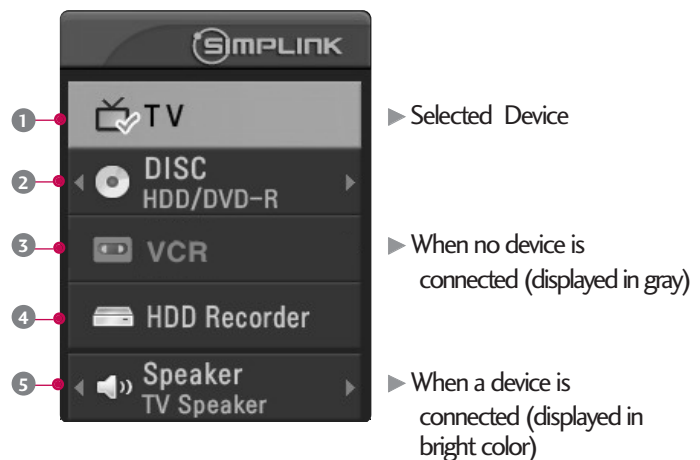 SIMPLINK
1 TV ▶ Selected Device
2 DISC
HDD/DVD-R
3 VCR ▶ When no device is
connected (displayed in gray)
4 HDD Recorder
5 Speaker ▶ When a device is
TV Speaker connected (displayed in
bright color)